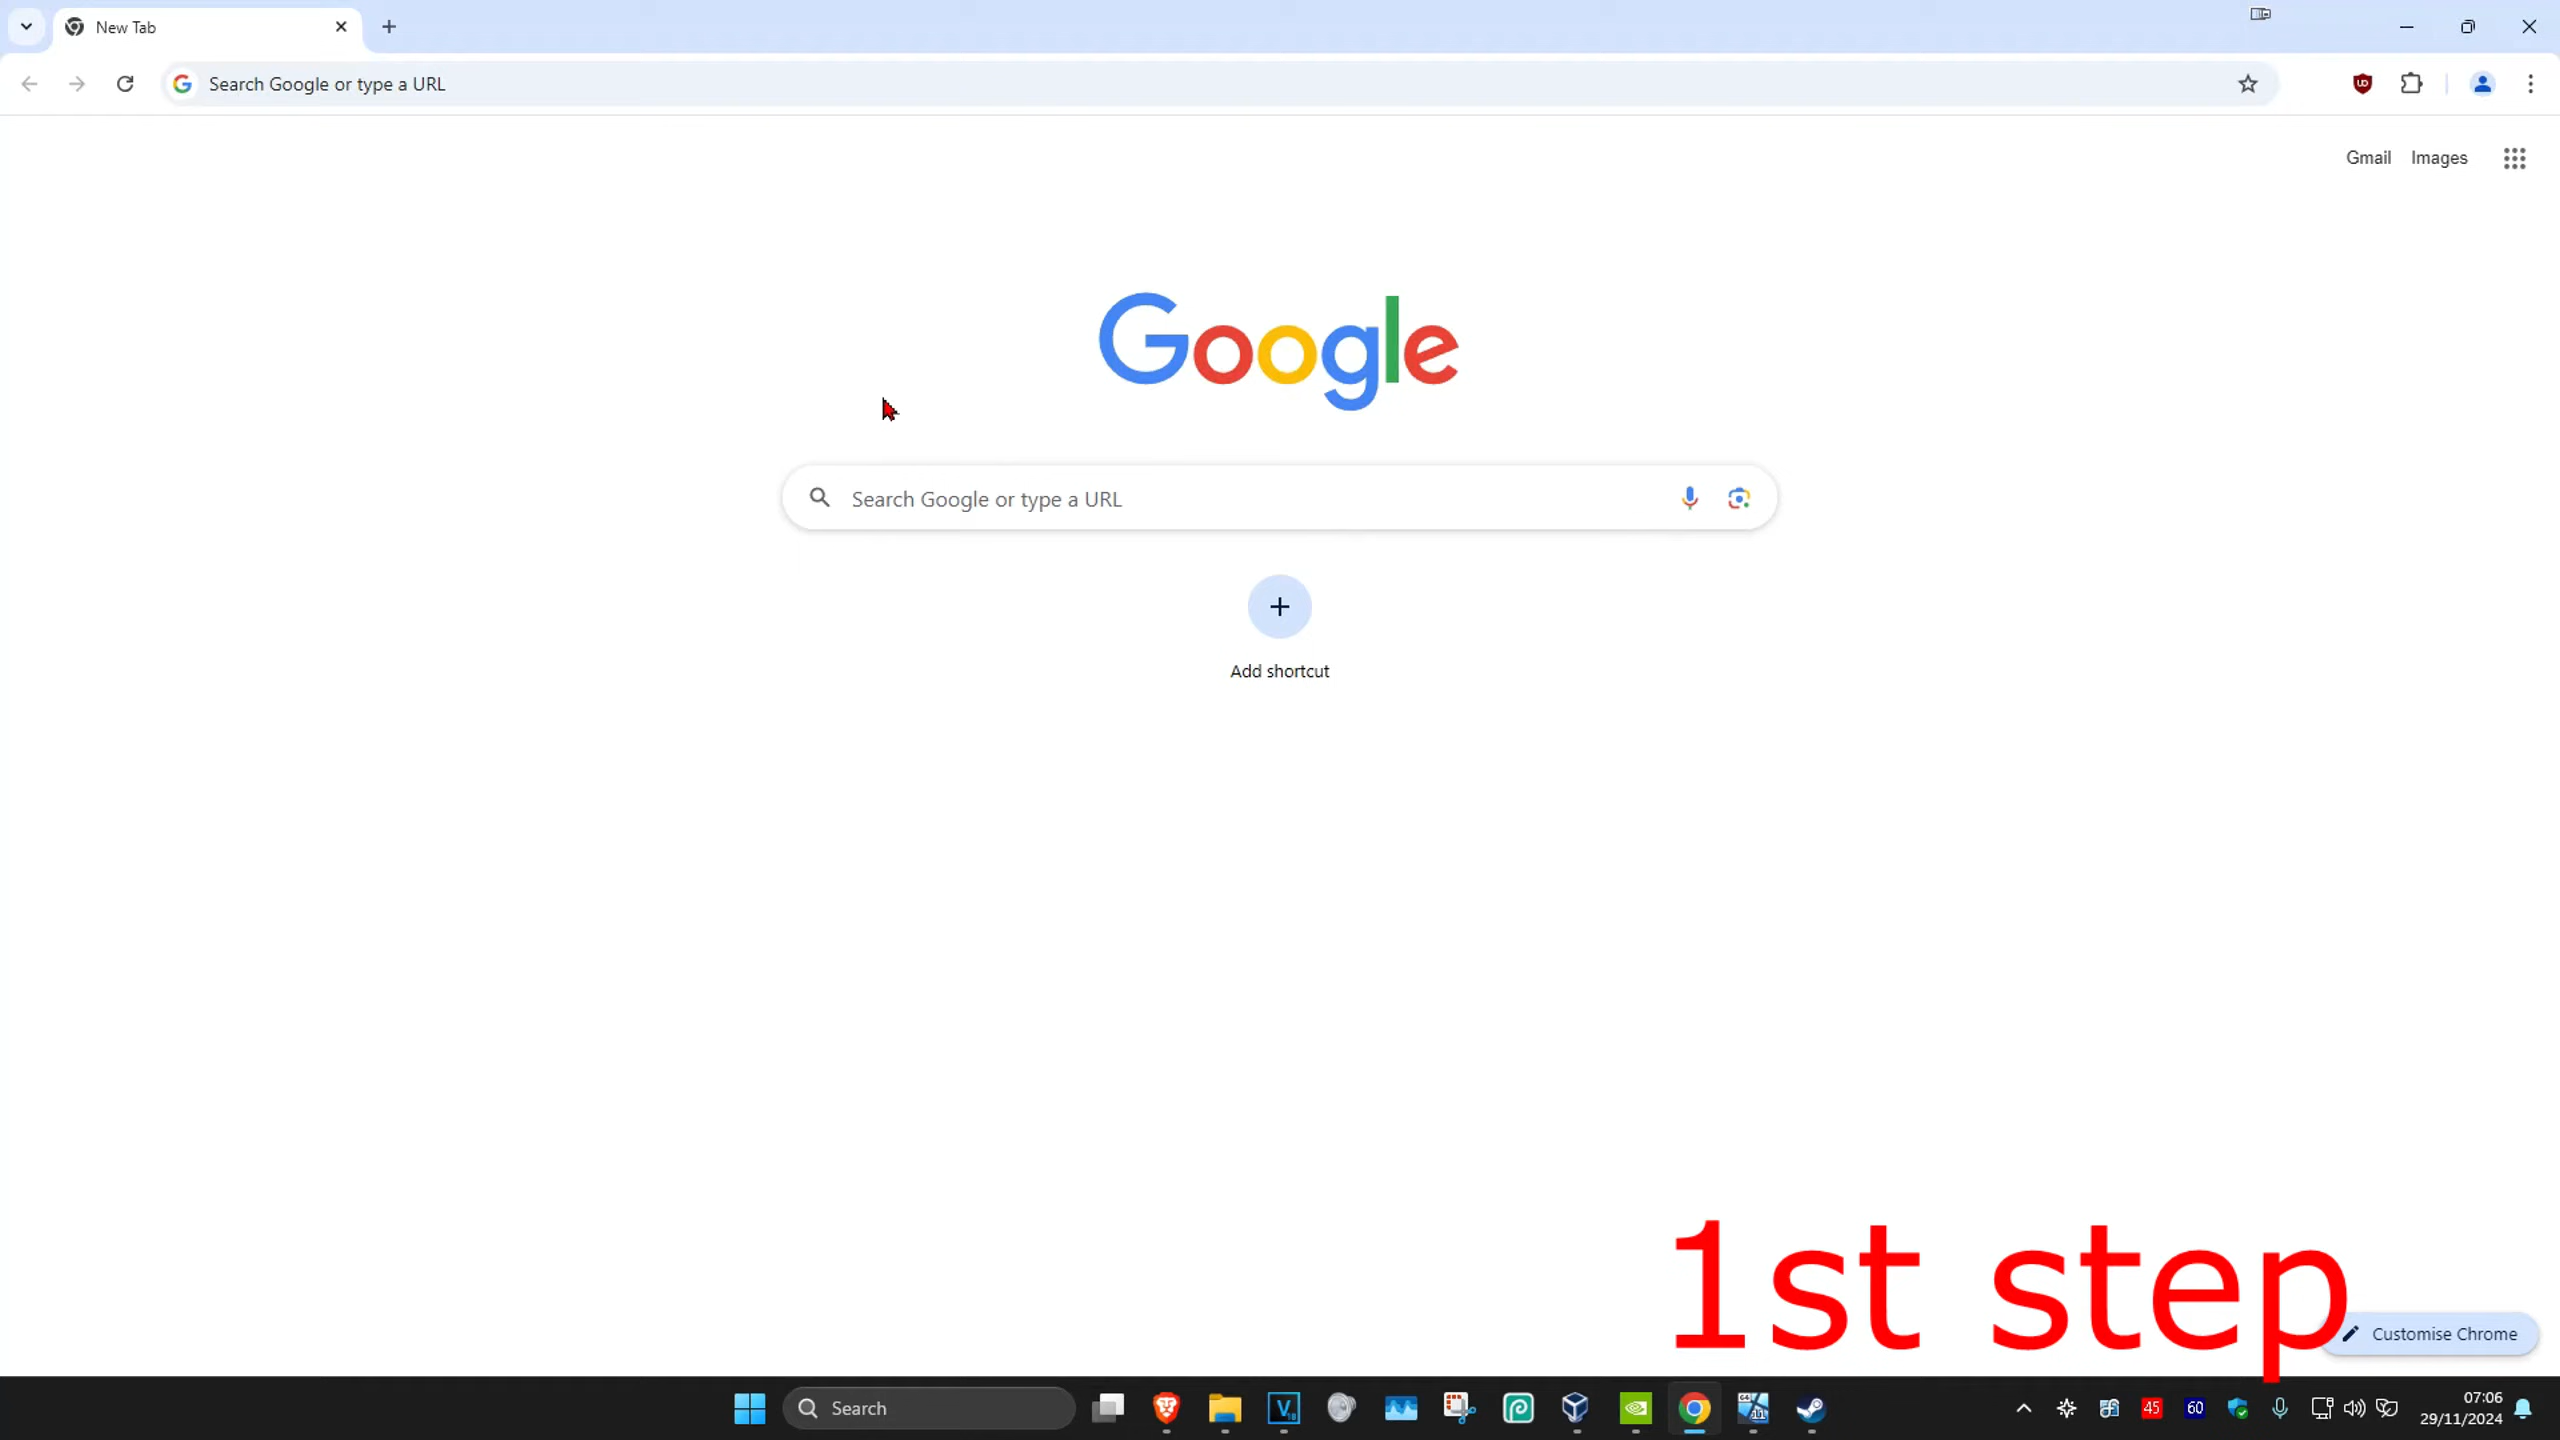 New Tab
Search Google or type a URL
Gmail Images
Google
Search Google or type a URL
Add shortcut
1st step
Customise Chrome
Search
45 60
07:06
29/11/2024